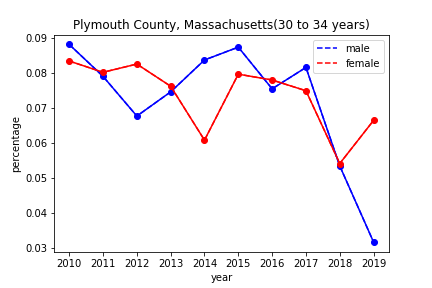 Plymouth County, Massachusetts(30 to 34 years)
male
female
0.09
0.08
0.07
0.06
0.05
0.04
0.03
percentage
2010 2011 2012 2013 2014 2015 2016 2017 2018 2019
year